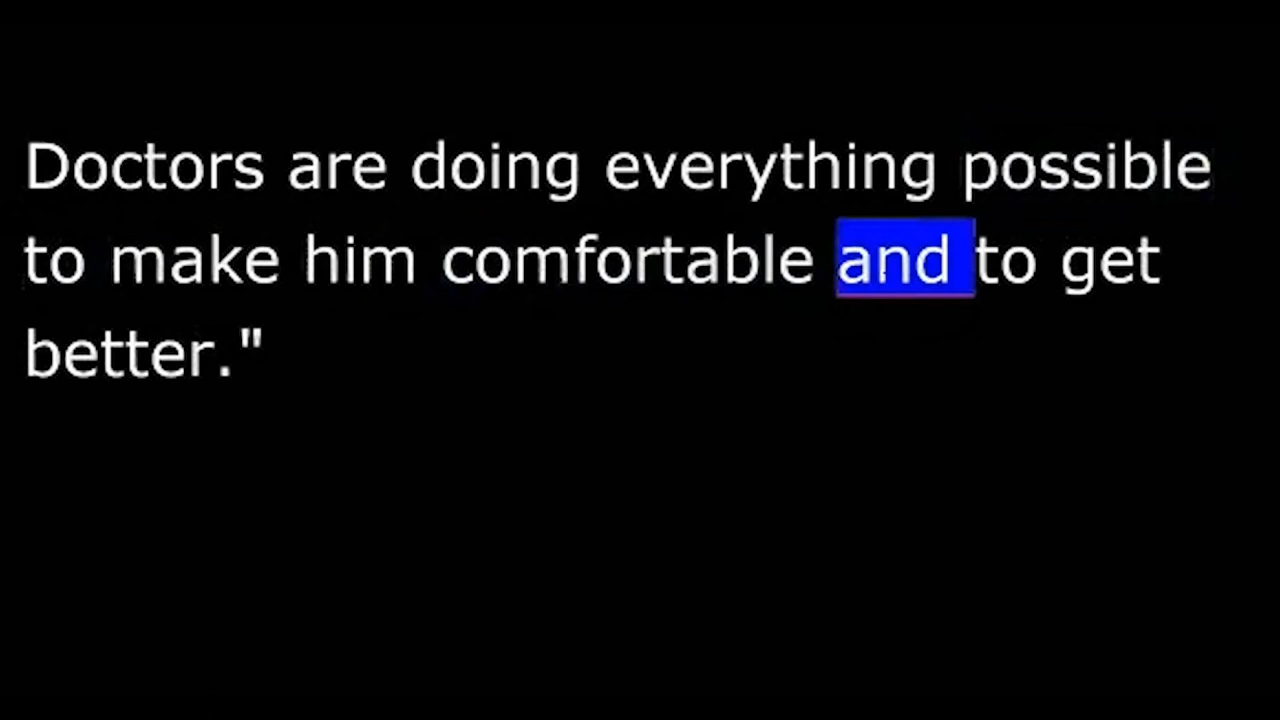 Doctors are doing everything possible
to make him comfortable and to get
better."